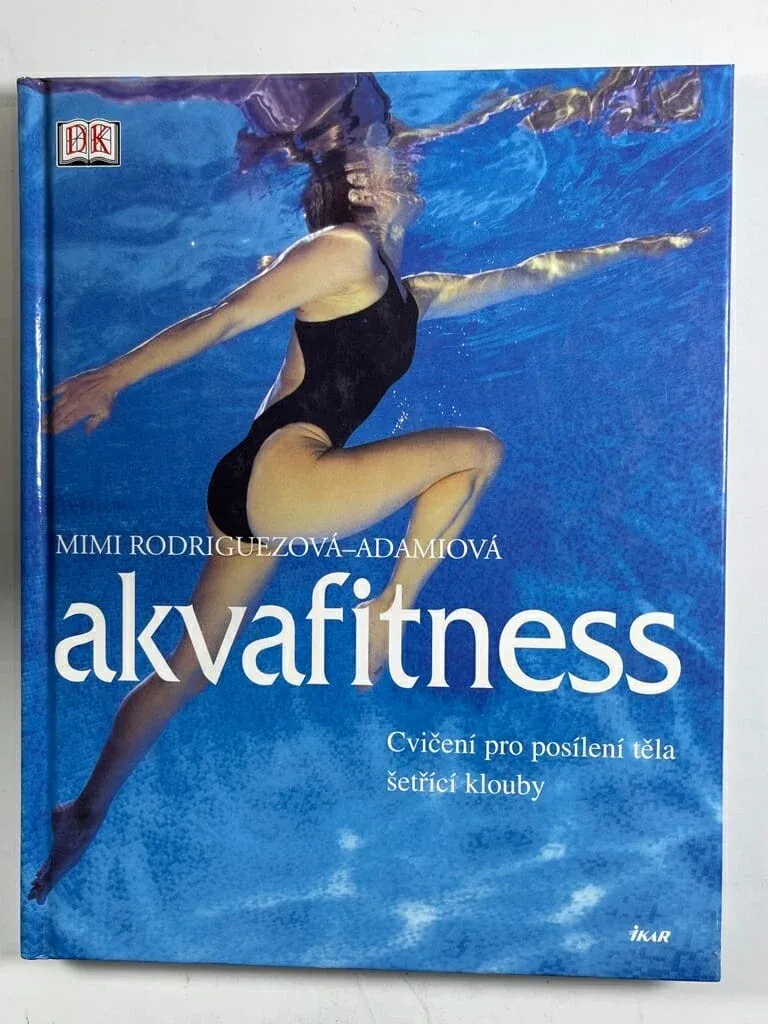 DK
MIMI RODRIGUEZOVÁ–ADAMIOVÁ
akvafitness
Cvičení pro posílení těla
šetřící klouby
IKAR